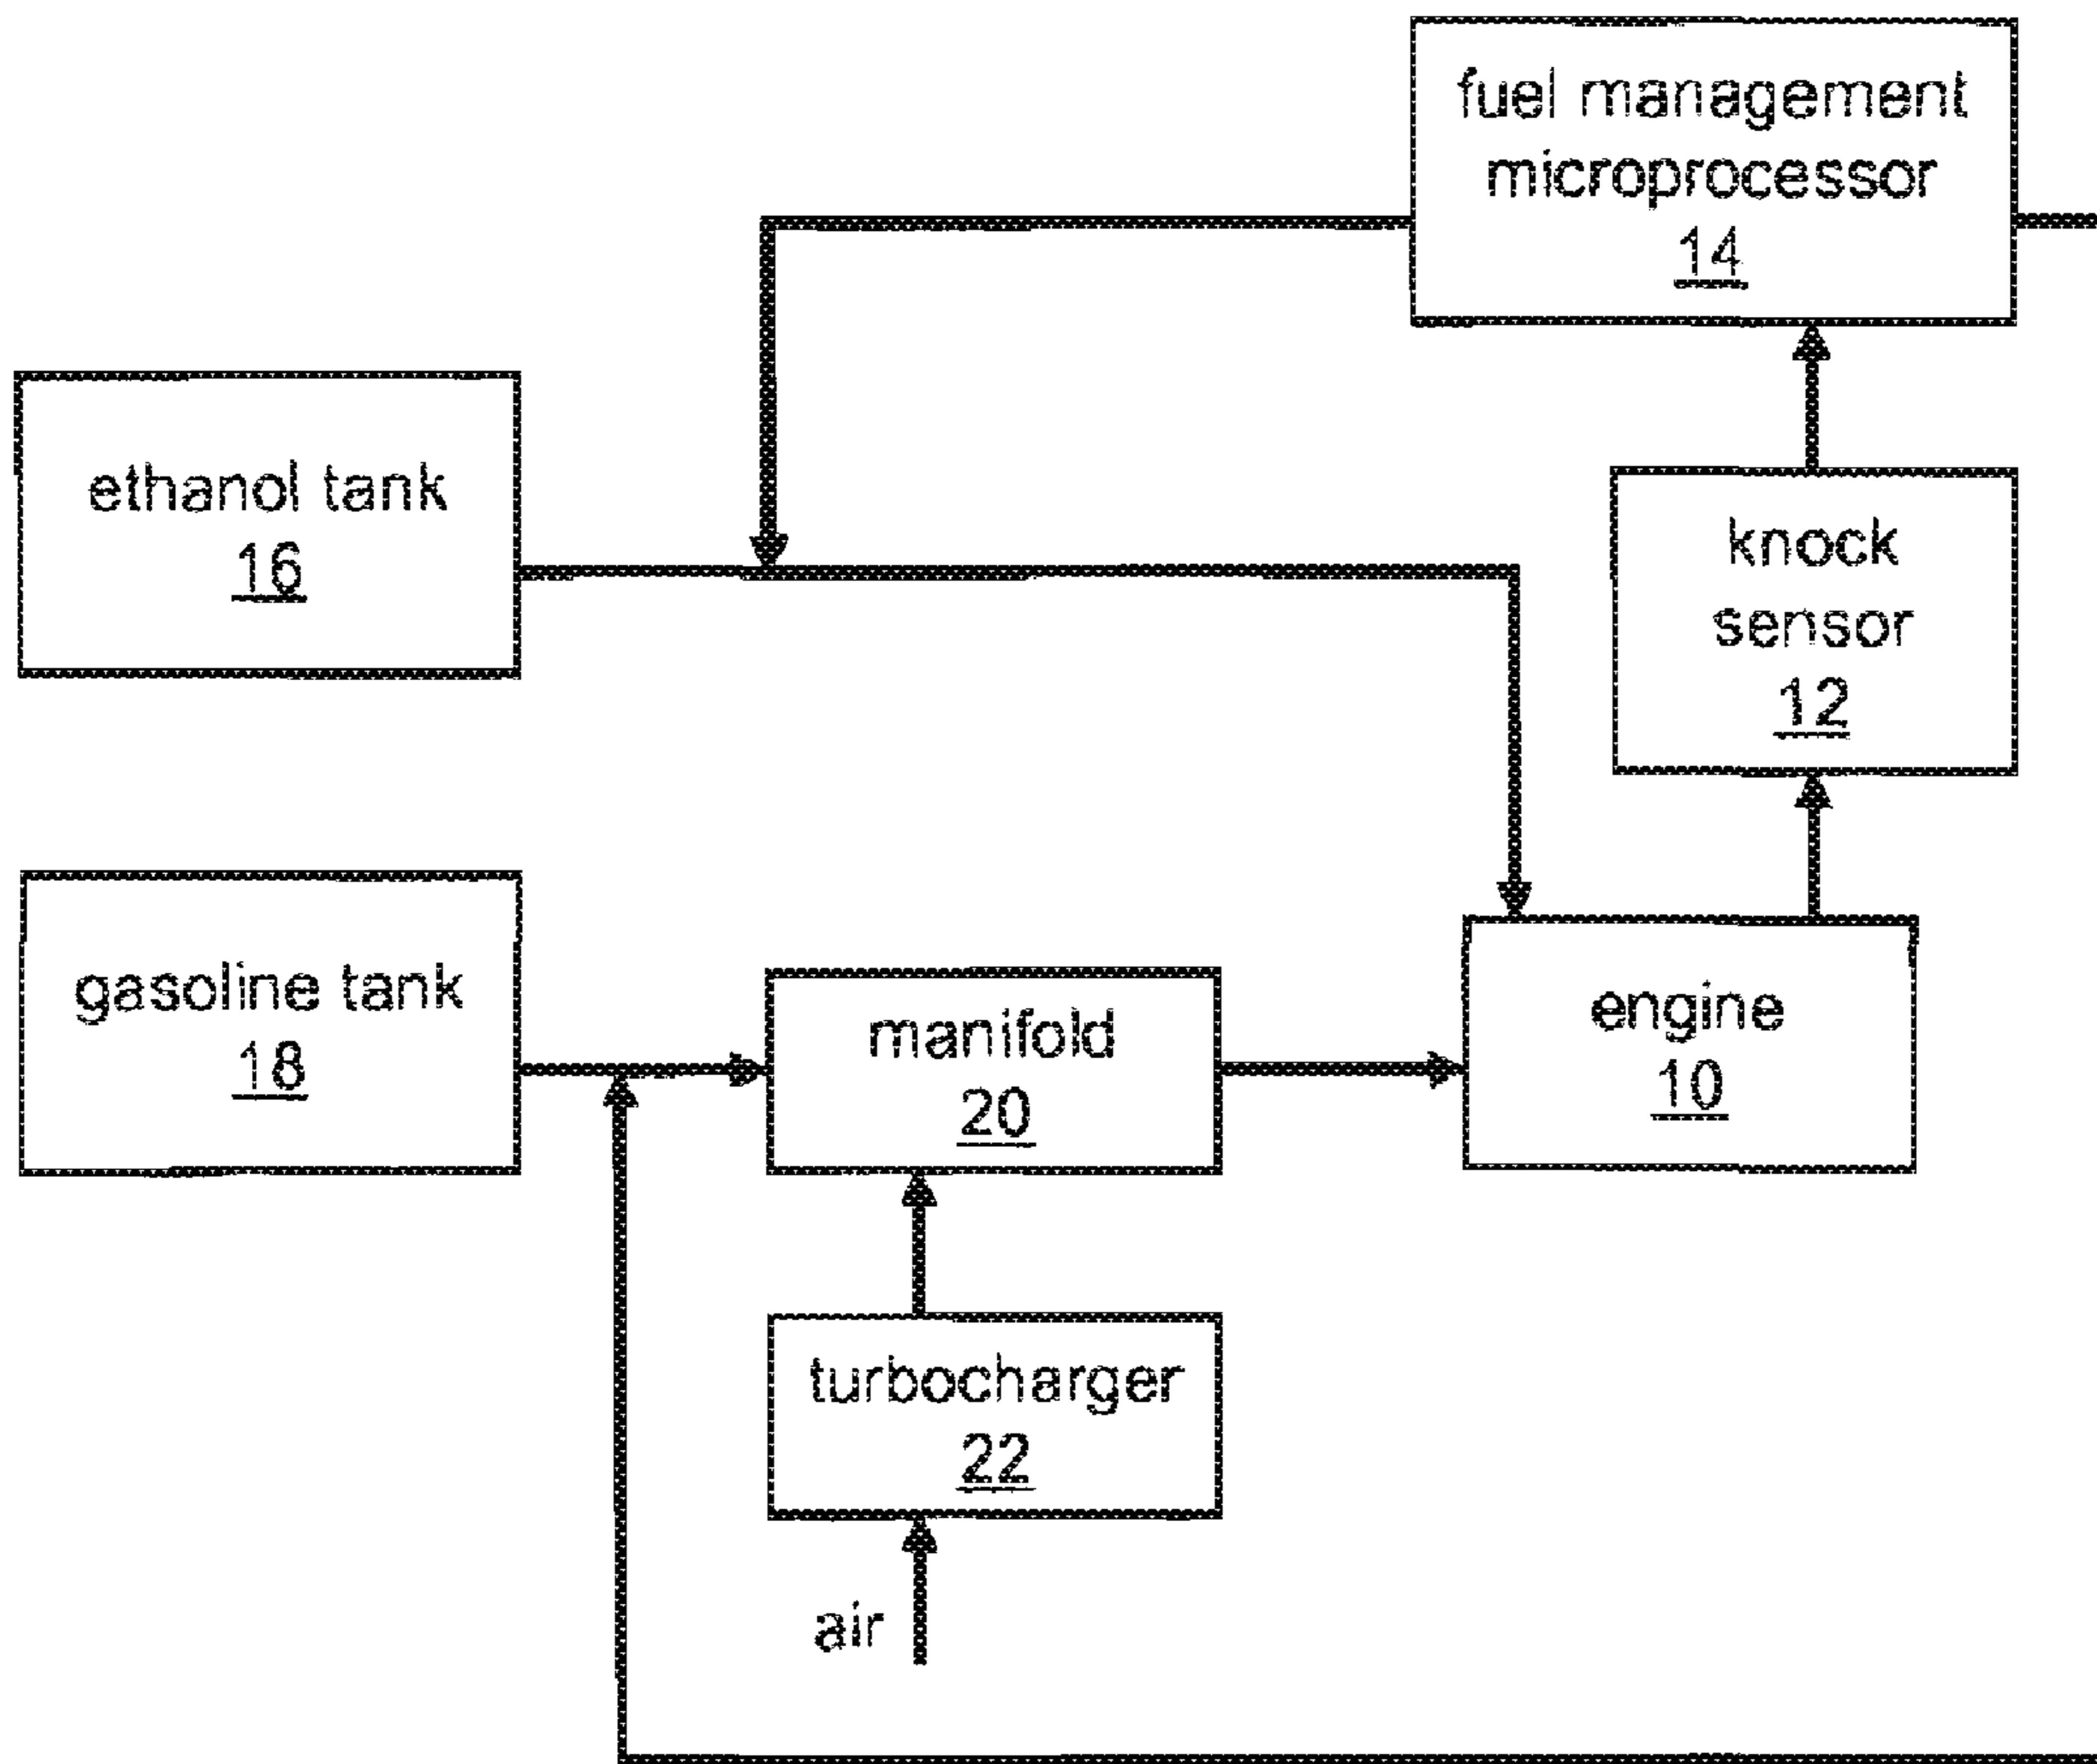 fuel management
microprocessor
14
ethanol tank
16
knock
sensor
12
gasoline tank
18
manifold
20
engine
10
turbocharger
22
air